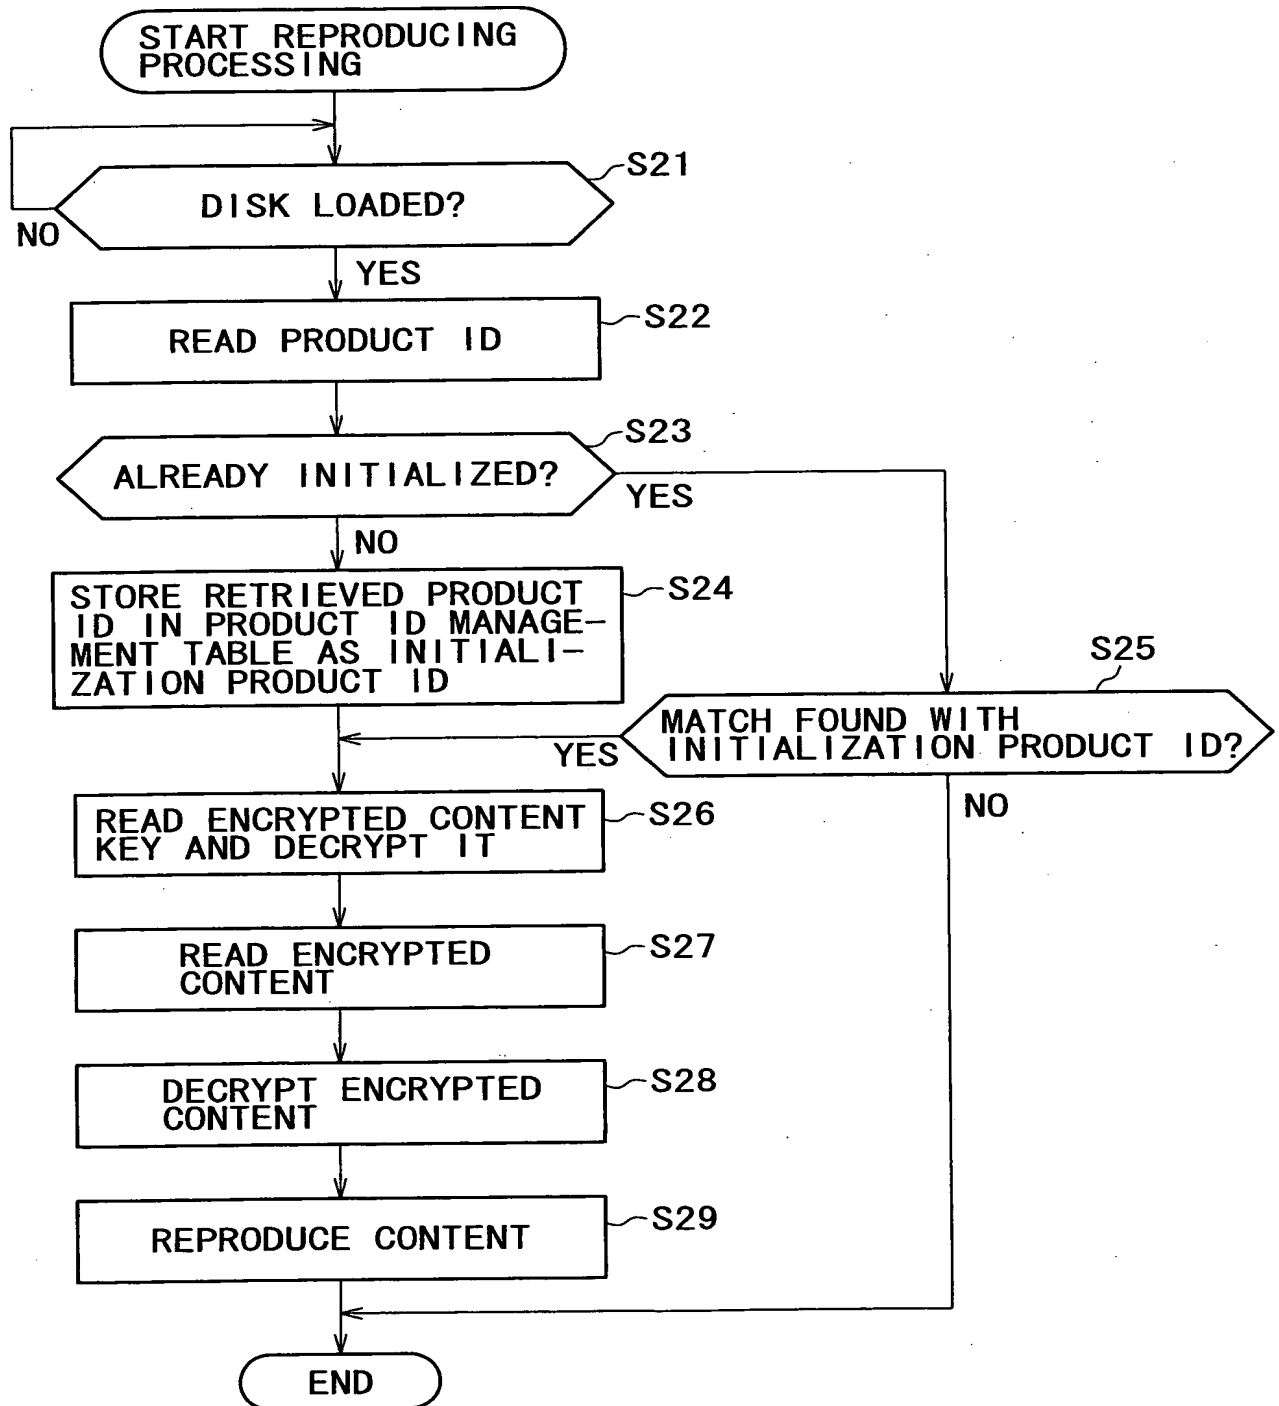 START REPRODUCING
PROCESSING
S21
DISK LOADED?
NO
YES
S22
READ PRODUCT ID
S23
ALREADY INITIALIZED?
YES
NO
S24
STORE RETRIEVED PRODUCT
ID IN PRODUCT ID MANAGE-
MENT TABLE AS INITIALI-
ZATION PRODUCT ID
S25
MATCH FOUND WITH
INITIALIZATION PRODUCT ID?
YES
NO
S26
READ ENCRYPTED CONTENT
KEY AND DECRYPT IT
S27
READ ENCRYPTED
CONTENT
S28
DECRYPT ENCRYPTED
CONTENT
S29
REPRODUCE CONTENT
END